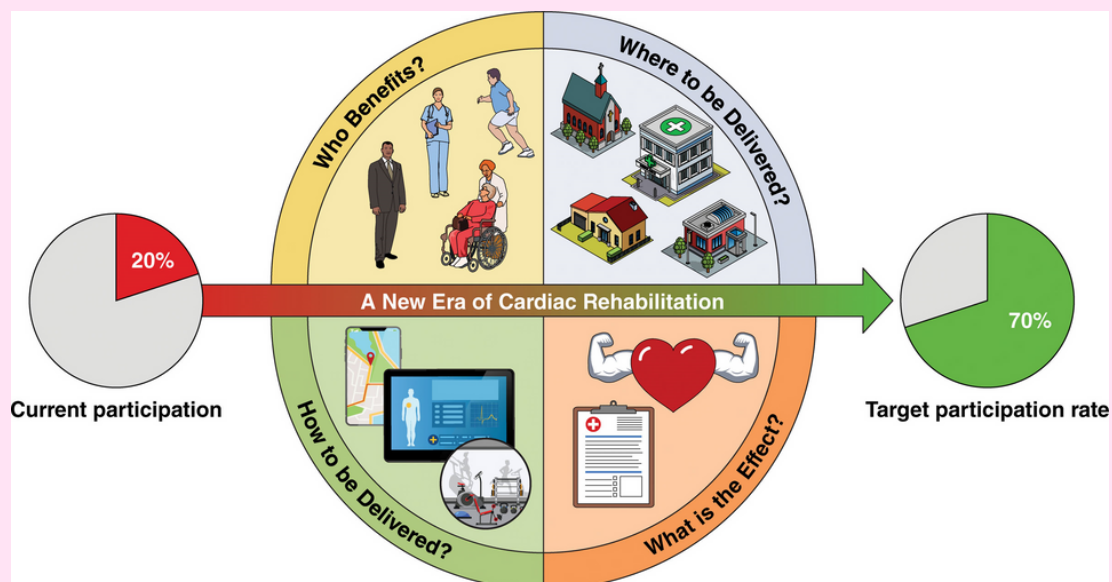 Who Benefits?
Where to be Delivered?
20%
A New Era of Cardiac Rehabilitation
70%
Current participation
Target participation rate
How to be Delivered?
What is the Effect?